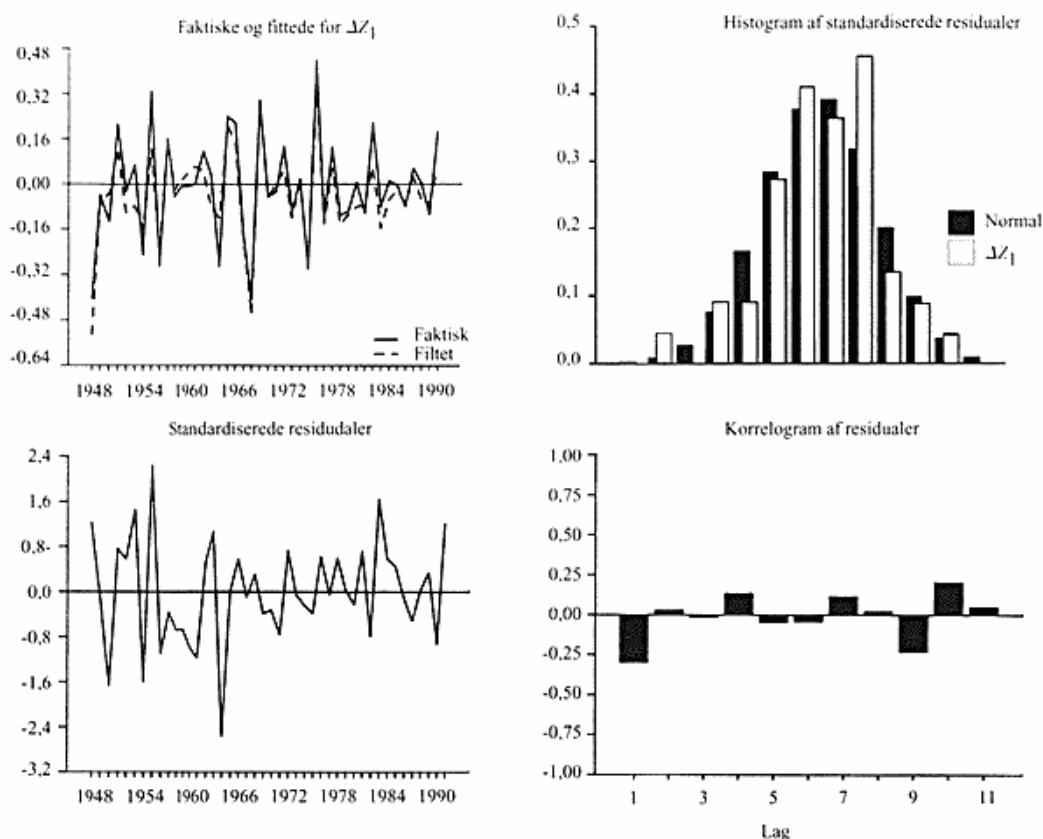 Faktiske og fittede for ΔZ1
0,48
0,32
0,16
0,00
-0,16
-0,32
-0,48
-0,64
Faktisk
Filtet
1948 1954 1960 1966 1972 1978 1984 1990
Histogram af standardiserede residualer
0,5
0,4
0,3
0,2
0,1
0,0
Normal
ΔZ1
Standardiserede residudaler
2,4
1,6
0,8-
0,0
-0,8
-1,6
-2,4
-3,2
1948 1954 1960 1966 1972 1978 1984 1990
Korrelogram af residualer
1,00
0,75
0,50
0,25
0,00
-0,25
-0,50
-0,75
-1,00
1 3 5 7 9 11
Lag